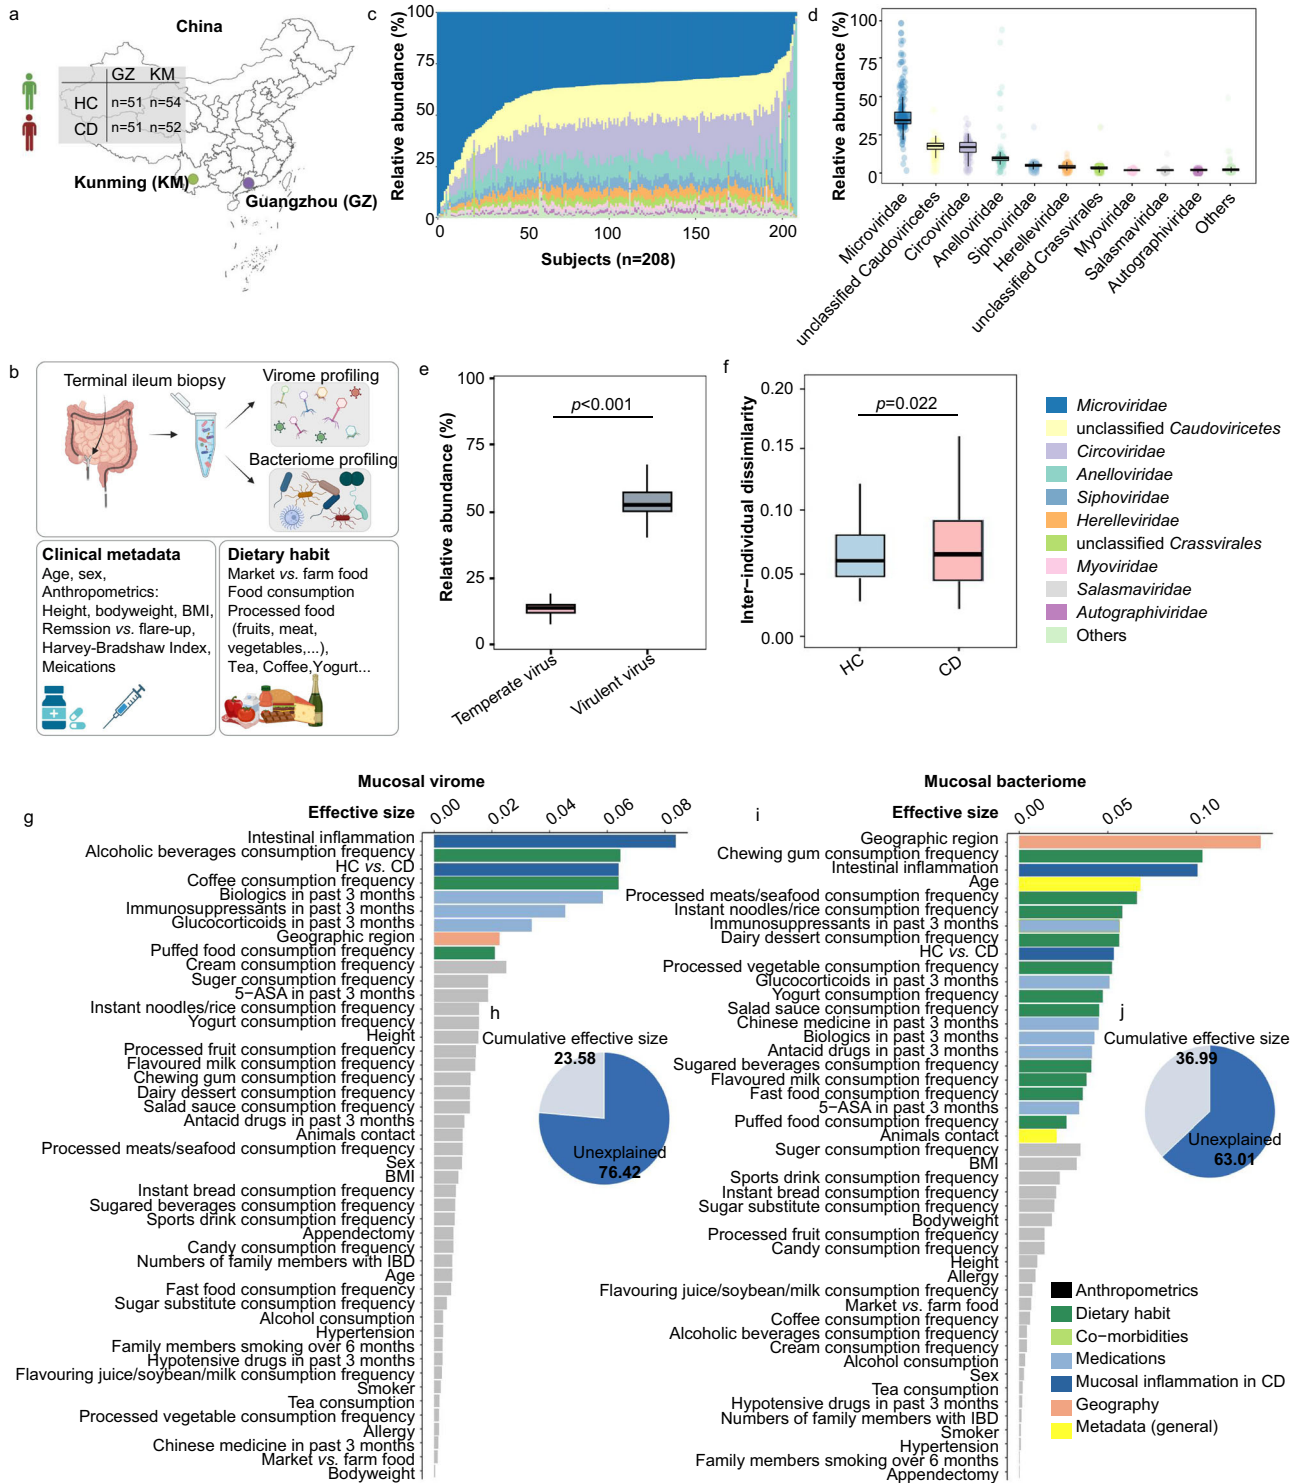 a
China
GZ KM
HC n=51 n=54
CD n=51 n=52
Kunming (KM)
Guangzhou (GZ)
b
Terminal ileum biopsy
Virome profiling
Bacteriome profiling
Clinical metadata
Age, sex,
Anthropometrics:
Height, bodyweight, BMI,
Remssion vs. flare-up,
Harvey-Bradshaw Index,
Meications
Dietary habit
Market vs. farm food
Food consumption
Processed food
(fruits, meat,
vegetables,...),
Tea, Coffee,Yogurt...
c
Relative abundance (%)
100
75
50
25
0
0
50
100
150
200
Subjects (n=208)
d
Relative abundance (%)
100
75
50
25
0
Microviridae
unclassified Caudoviricetes
Circoviridae
Anelloviridae
Siphoviridae
Herelleviridae
unclassified Crassvirales
Myoviridae
Salasmaviridae
Autographiviridae
Others
e
Relative abundance (%)
100
75
50
25
0
p<0.001
Temperate virus
Virulent virus
f
Inter−individual dissimilarity
0.20
0.15
0.10
0.05
0.00
p=0.022
HC
CD
Microviridae
unclassified Caudoviricetes
Circoviridae
Anelloviridae
Siphoviridae
Herelleviridae
unclassified Crassvirales
Myoviridae
Salasmaviridae
Autographiviridae
Others
Mucosal virome
g
Effective size
0.00
0.02
0.04
0.06
0.08
Intestinal inflammation
Alcoholic beverages consumption frequency
HC vs. CD
Coffee consumption frequency
Biologics in past 3 months
Immunosuppressants in past 3 months
Glucocorticoids in past 3 months
Geographic region
Puffed food consumption frequency
Cream consumption frequency
Suger consumption frequency
5−ASA in past 3 months
Instant noodles/rice consumption frequency
Yogurt consumption frequency
Height
Processed fruit consumption frequency
Flavoured milk consumption frequency
Chewing gum consumption frequency
Dairy dessert consumption frequency
Salad sauce consumption frequency
Antacid drugs in past 3 months
Animals contact
Processed meats/seafood consumption frequency
Sex
BMI
Instant bread consumption frequency
Sugared beverages consumption frequency
Sports drink consumption frequency
Appendectomy
Candy consumption frequency
Numbers of family members with IBD
Age
Fast food consumption frequency
Sugar substitute consumption frequency
Alcohol consumption
Hypertension
Family members smoking over 6 months
Hypotensive drugs in past 3 months
Flavouring juice/soybean/milk consumption frequency
Smoker
Tea consumption
Processed vegetable consumption frequency
Allergy
Chinese medicine in past 3 months
Market vs. farm food
Bodyweight
h
Cumulative effective size
23.58
Unexplained
76.42
Mucosal bacteriome
i
Effective size
0.00
0.05
0.10
Geographic region
Chewing gum consumption frequency
Intestinal inflammation
Age
Processed meats/seafood consumption frequency
Instant noodles/rice consumption frequency
Immunosuppressants in past 3 months
Dairy dessert consumption frequency
HC vs. CD
Processed vegetable consumption frequency
Glucocorticoids in past 3 months
Yogurt consumption frequency
Salad sauce consumption frequency
Chinese medicine in past 3 months
Biologics in past 3 months
Antacid drugs in past 3 months
Sugared beverages consumption frequency
Flavoured milk consumption frequency
Fast food consumption frequency
5−ASA in past 3 months
Puffed food consumption frequency
Animals contact
Suger consumption frequency
BMI
Sports drink consumption frequency
Instant bread consumption frequency
Sugar substitute consumption frequency
Bodyweight
Processed fruit consumption frequency
Candy consumption frequency
Height
Allergy
Flavouring juice/soybean/milk consumption frequency
Market vs. farm food
Coffee consumption frequency
Alcoholic beverages consumption frequency
Cream consumption frequency
Alcohol consumption
Sex
Tea consumption
Hypotensive drugs in past 3 months
Numbers of family members with IBD
Smoker
Hypertension
Family members smoking over 6 months
Appendectomy
j
Cumulative effective size
36.99
Unexplained
63.01
Anthropometrics
Dietary habit
Co−morbidities
Medications
Mucosal inflammation in CD
Geography
Metadata (general)